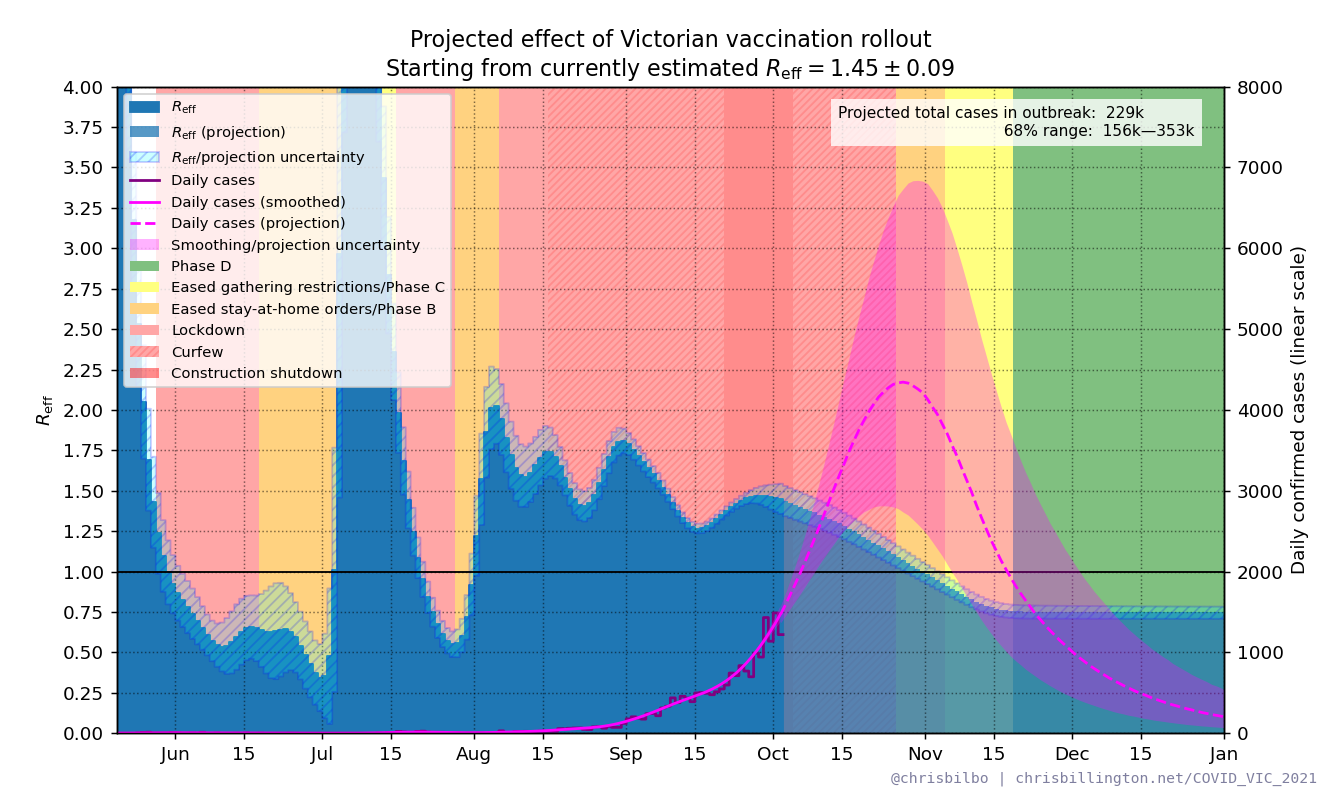 Projected effect of Victorian vaccination rollout
Starting from currently estimated R_eff = 1.45 ± 0.09
4.00
3.75
3.50
3.25
3.00
2.75
2.50
2.25
2.00
1.75
1.50
1.25
1.00
0.75
0.50
0.25
0.00
R_eff
R_eff
R_eff (projection)
R_eff/projection uncertainty
Daily cases
Daily cases (smoothed)
Daily cases (projection)
Smoothing/projection uncertainty
Phase D
Eased gathering restrictions/Phase C
Eased stay-at-home orders/Phase B
Lockdown
Curfew
Construction shutdown
Projected total cases in outbreak: 229k
68% range: 156k—353k
8000
7000
6000
5000
4000
3000
2000
1000
0
Daily confirmed cases (linear scale)
Jun 15 Jul 15 Aug 15 Sep 15 Oct 15 Nov 15 Dec 15 Jan
@chrisbilbo | chrisbillington.net/COVID_VIC_2021